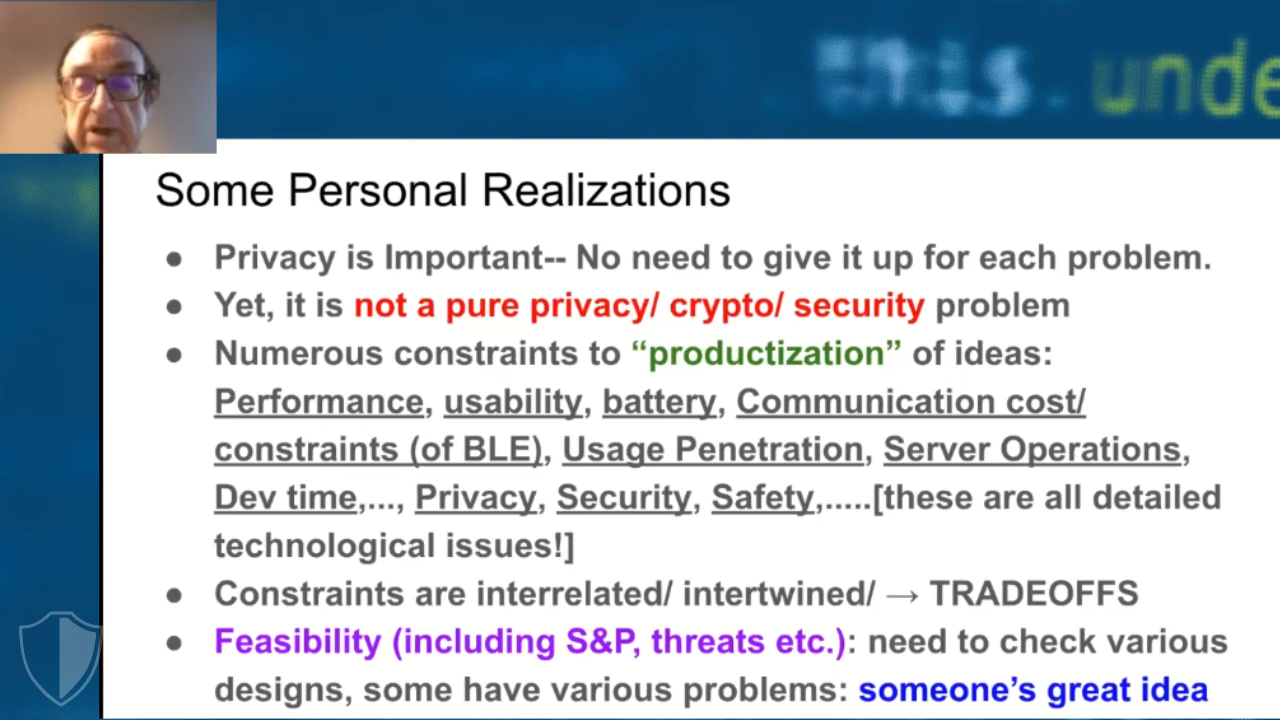 unde
Some Personal Realizations
● Privacy is Important-- No need to give it up for each problem.
● Yet, it is not a pure privacy/ crypto/ security problem
● Numerous constraints to “productization” of ideas:
Performance, usability, battery, Communication cost/
constraints (of BLE), Usage Penetration, Server Operations,
Dev time,..., Privacy, Security, Safety,.....[these are all detailed
technological issues!]
● Constraints are interrelated/ intertwined/ → TRADEOFFS
● Feasibility (including S&P, threats etc.): need to check various
designs, some have various problems: someone’s great idea